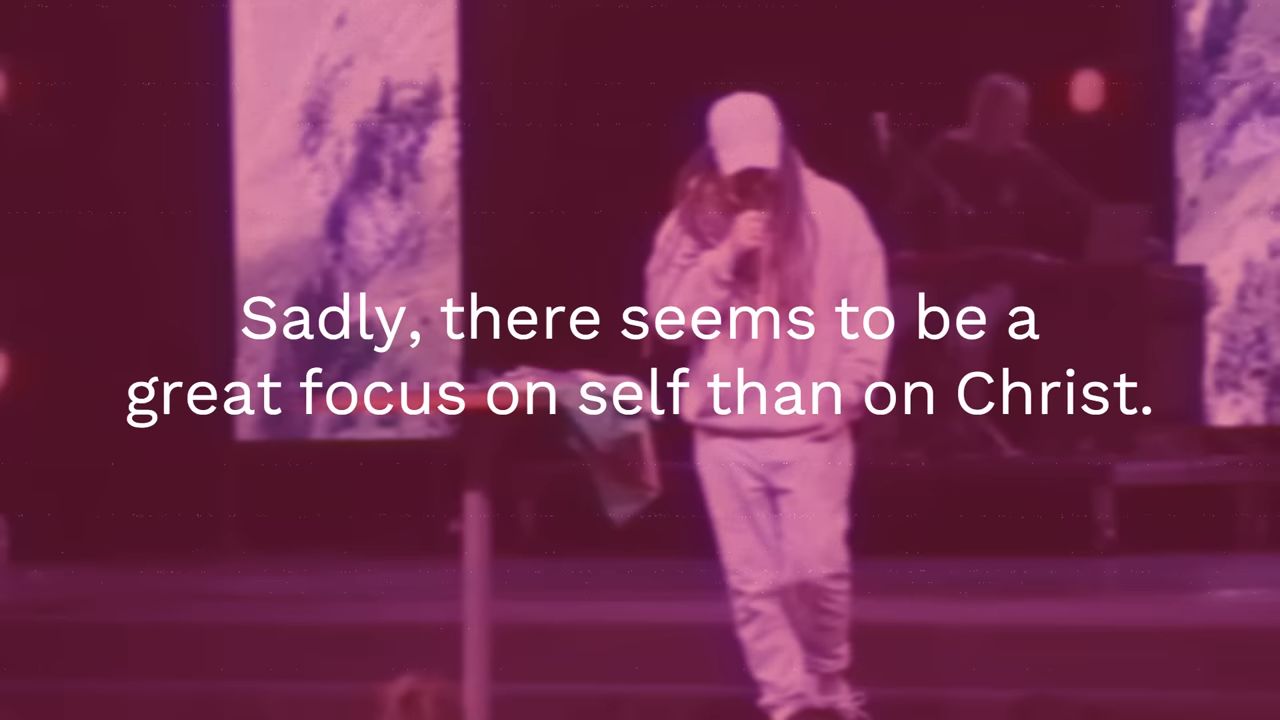 Sadly, there seems to be a
great focus on self than on Christ.